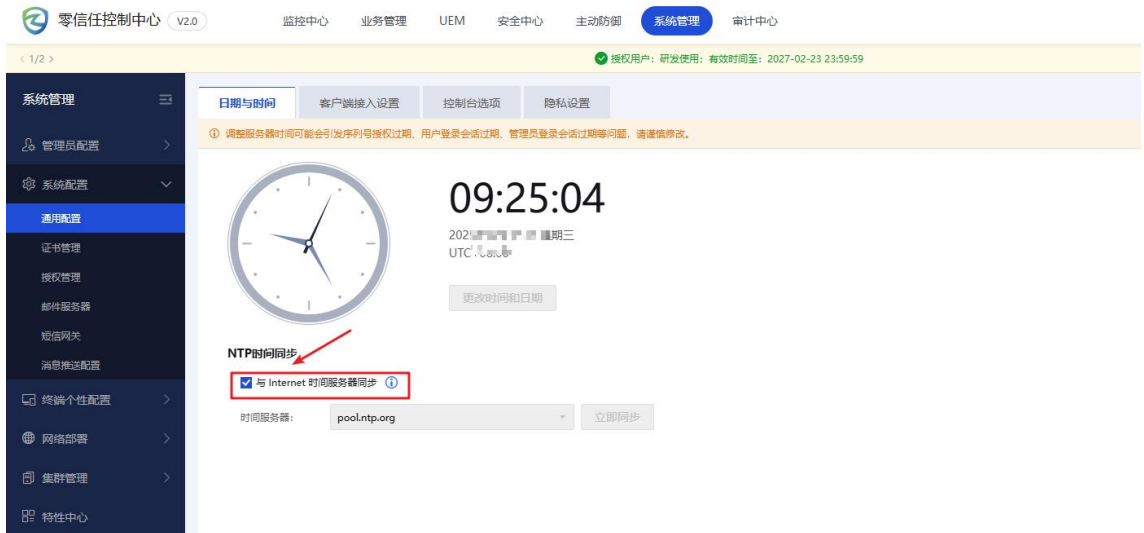 零信任控制中心 V2.0 监控中心 业务管理 UEM 安全中心 主动防御 系统管理 审计中心
< 1/2 > 授权用户：研发使用；有效时间至：2027-02-23 23:59:59
系统管理
管理员配置
系统配置
通用配置
证书管理
授权管理
邮件服务器
短信网关
消息推送配置
终端个性配置
网络部署
集群管理
特性中心
日期与时间 客户端接入设置 控制台选项 隐私设置
调整服务器时间可能会引发序列号授权过期、用户登录会话过期、管理员登录会话过期等问题，请谨慎修改。
09:25:04
202 星期三
UTC
更改时间和日期
NTP时间同步
与 Internet 时间服务器同步
时间服务器： pool.ntp.org 立即同步